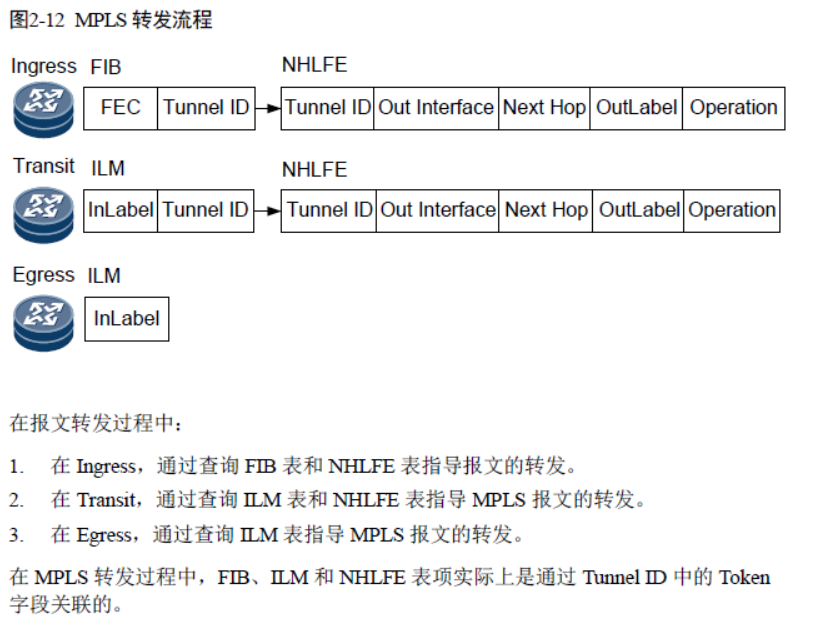 图2-12 MPLS 转发流程
Ingress FIB NHLFE
FEC Tunnel ID Tunnel ID Out Interface Next Hop OutLabel Operation
Transit ILM NHLFE
InLabel Tunnel ID Tunnel ID Out Interface Next Hop OutLabel Operation
Egress ILM
InLabel
在报文转发过程中：
1. 在 Ingress，通过查询 FIB 表和 NHLFE 表指导报文的转发。
2. 在 Transit，通过查询 ILM 表和 NHLFE 表指导 MPLS 报文的转发。
3. 在 Egress，通过查询 ILM 表指导 MPLS 报文的转发。
在 MPLS 转发过程中，FIB、ILM 和 NHLFE 表项实际上是通过 Tunnel ID 中的 Token
字段关联的。